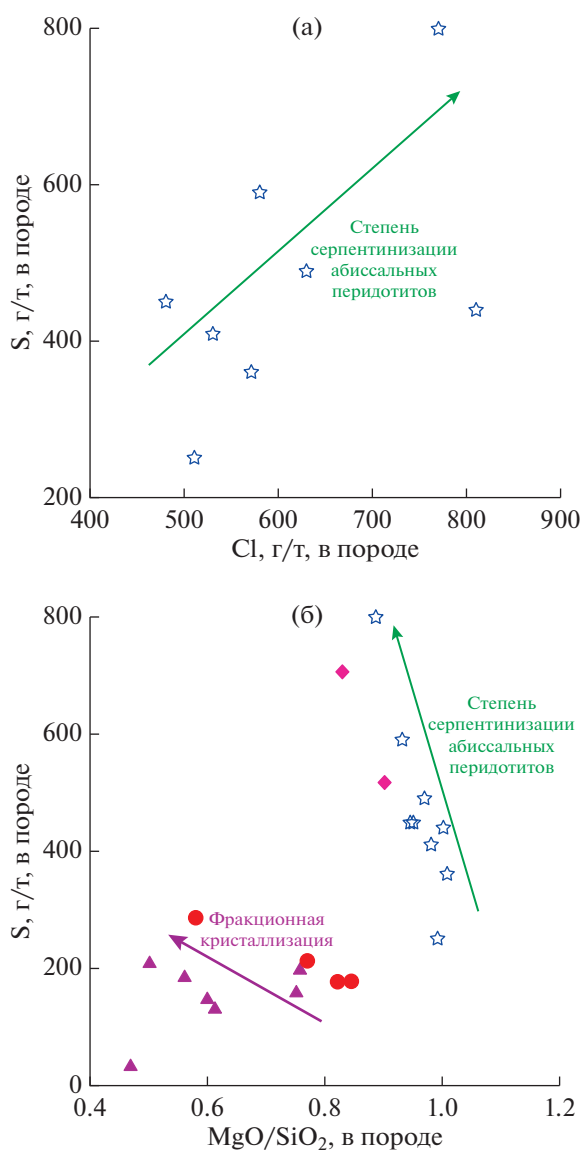 (а)
800
600
400
200
S, г/т, в породе
Степень
серпентинизации
абиссальных
перидотитов
400
500
600
700
800
900
Cl, г/т, в породе
(б)
800
600
400
200
0
S, г/т, в породе
Степень
серпентинизации
абиссальных
перидотитов
Фракционная
кристаллизация
0.4
0.6
0.8
1.0
1.2
MgO/SiO₂, в породе